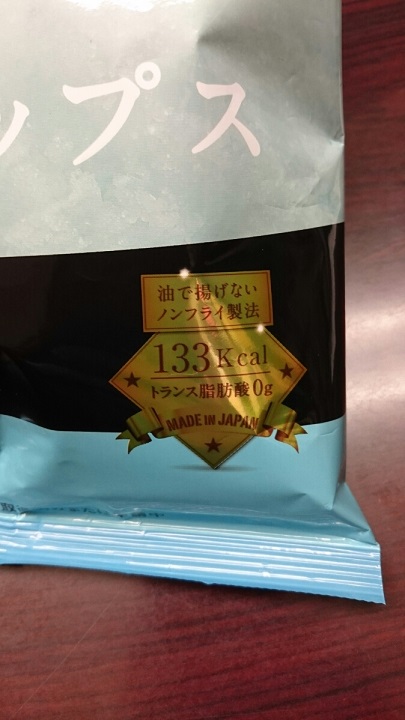 ップス
油で揚げない
ノンフライ製法
133Kcal
トランス脂肪酸0g
MADE IN JAPAN